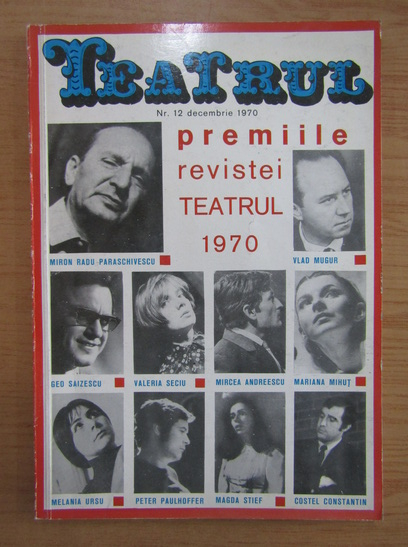 TEATRUL
Nr. 12 decembrie 1970
premiile
revistei
TEATRUL
1970
MIRON RADU PARASCHIVESCU
VLAD MUGUR
GEO SAIZESCU
VALERIA SECIU
MIRCEA ANDREESCU
MARIANA MIHUȚ
MELANIA URSU
PETER PAULHOFFER
MAGDA STIEF
COSTEL CONSTANTIN